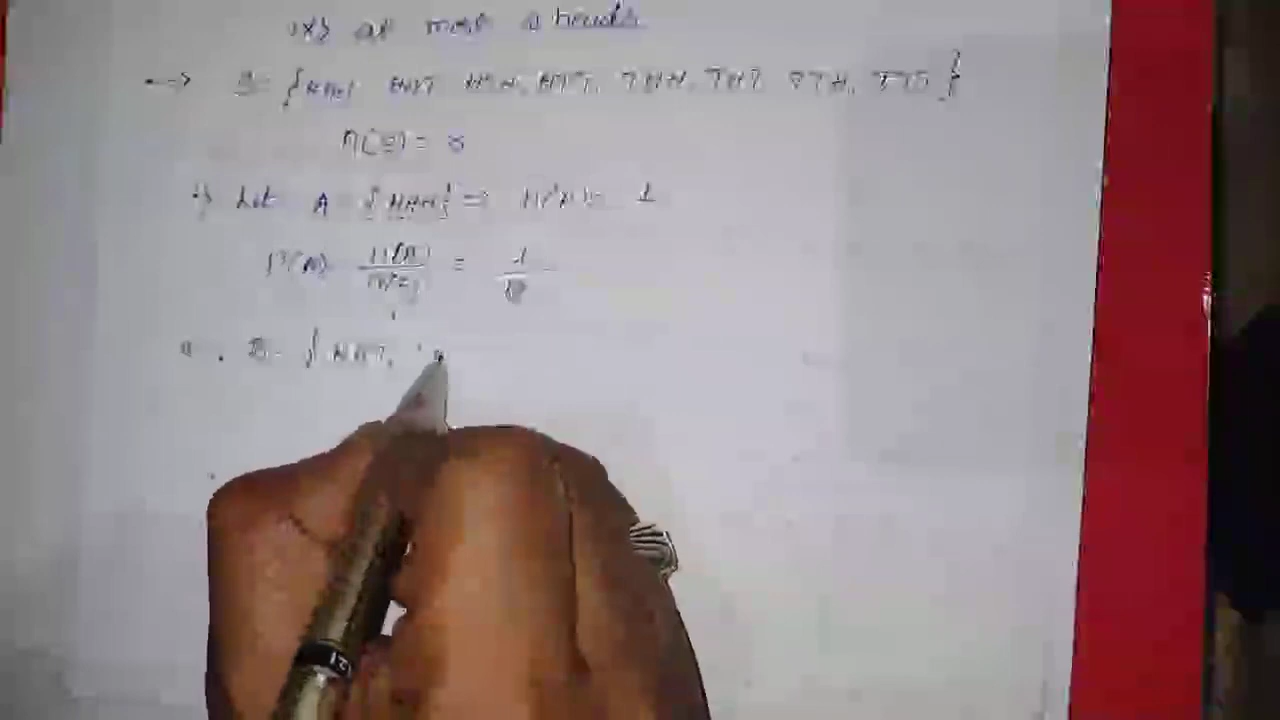 at most 2 heads
→ S = {HHH, HHT, HTH, HTT, THH, THT, TTH, TTT}
n(S) = 8
i) Let A = {HHH} => n(A) = 1
P(A) = n(A)/n(S) = 1/8
B = { HHT,